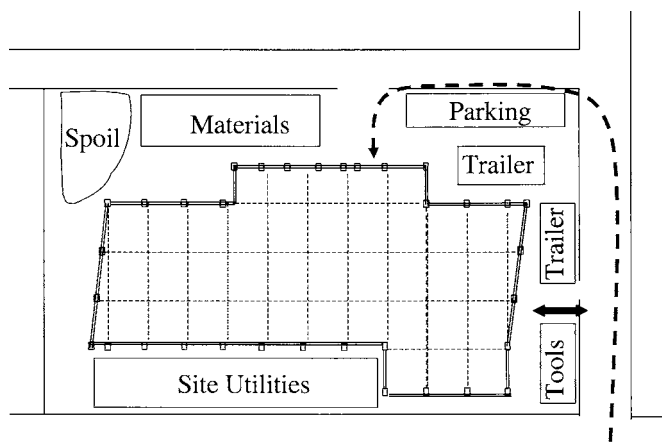 Spoil
Materials
Parking
Trailer
Trailer
Site Utilities
Tools